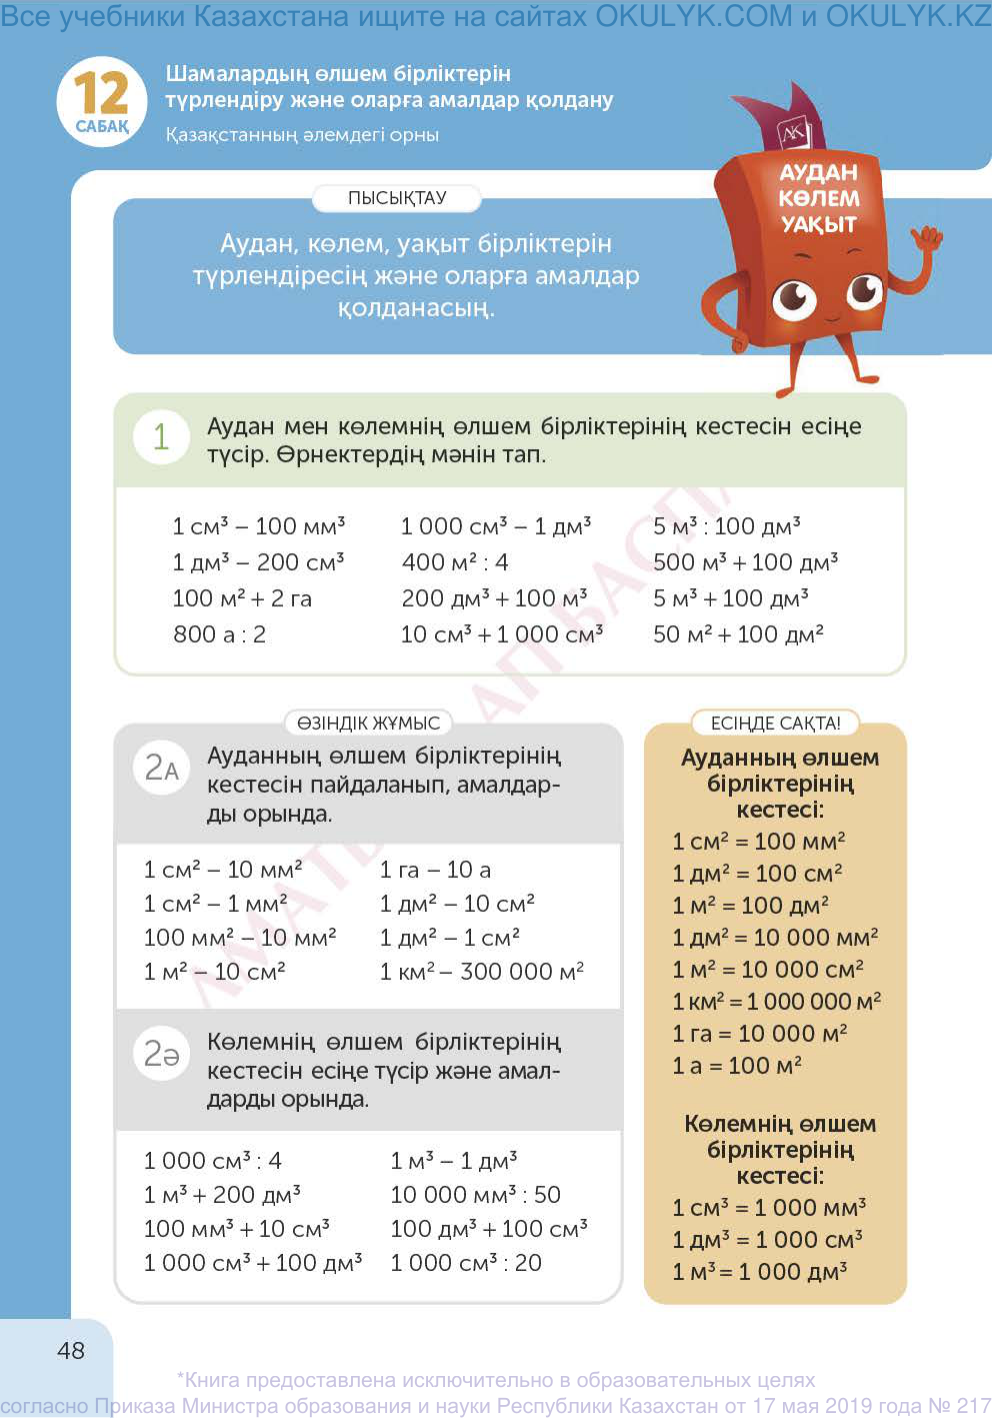 Все учебники Казахстана ищите на сайтах OKULYK.COM и OKULYK.KZ
12
САБАҚ
Шамалардың өлшем бірліктерін
түрлендіру және оларға амалдар қолдану
Қазақстанның әлемдегі орны
АК
АУДАН
КӨЛЕМ
УАҚЫТ
ПЫСЫҚТАУ
Аудан, көлем, уақыт бірліктерін
түрлендіресің және оларға амалдар
қолданасың.
1
Аудан мен көлемнің өлшем бірліктерінің кестесін есіңе
түсір. Өрнектердің мәнін тап.
1 см³ – 100 мм³
1 дм³ – 200 см³
100 м² + 2 га
800 а : 2
1 000 см³ – 1 дм³
400 м² : 4
200 дм³ + 100 м³
10 см³ + 1 000 см³
5 м³ : 100 дм³
500 м³ + 100 дм³
5 м³ + 100 дм³
50 м² + 100 дм²
АЛМАТЫКІТАП БАСПАСЫ
ӨЗІНДІК ЖҰМЫС
2А
Ауданның өлшем бірліктерінің
кестесін пайдаланып, амалдар-
ды орында.
1 см² – 10 мм²
1 см² – 1 мм²
100 мм² – 10 мм²
1 м² – 10 см²
1 га – 10 а
1 дм² – 10 см²
1 дм² – 1 см²
1 км² – 300 000 м²
2Ә
Көлемнің өлшем бірліктерінің
кестесін есіңе түсір және амал-
дарды орында.
1 000 см³ : 4
1 м³ + 200 дм³
100 мм³ + 10 см³
1 000 см³ + 100 дм³
1 м³ – 1 дм³
10 000 мм³ : 50
100 дм³ + 100 см³
1 000 см³ : 20
ЕСІҢДЕ САҚТА!
Ауданның өлшем
бірліктерінің
кестесі:
1 см² = 100 мм²
1 дм² = 100 см²
1 м² = 100 дм²
1 дм² = 10 000 мм²
1 м² = 10 000 см²
1 км² = 1 000 000 м²
1 га = 10 000 м²
1 а = 100 м²
Көлемнің өлшем
бірліктерінің
кестесі:
1 см³ = 1 000 мм³
1 дм³ = 1 000 см³
1 м³ = 1 000 дм³
48
*Книга предоставлена исключительно в образовательных целях
согласно Приказа Министра образования и науки Республики Казахстан от 17 мая 2019 года № 217